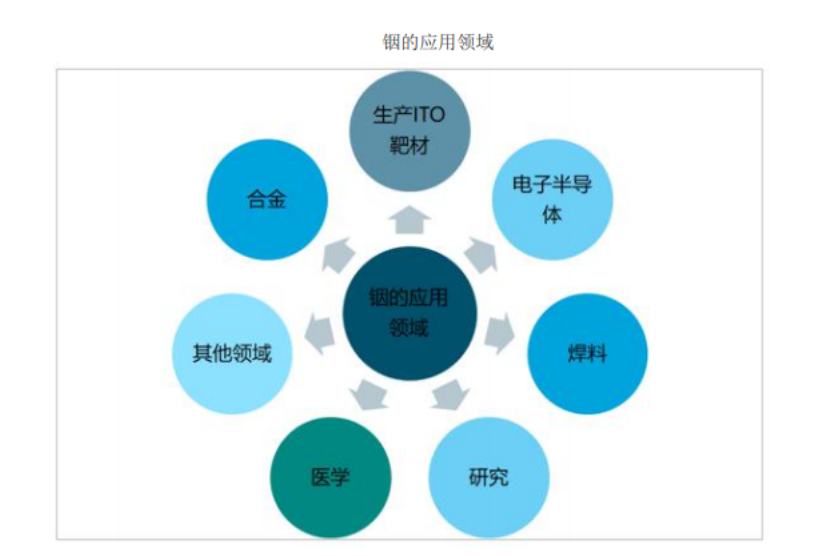 铟的应用领域
生产ITO
靶材
电子半导
体
焊料
研究
医学
其他领域
合金
铟的应用
领域